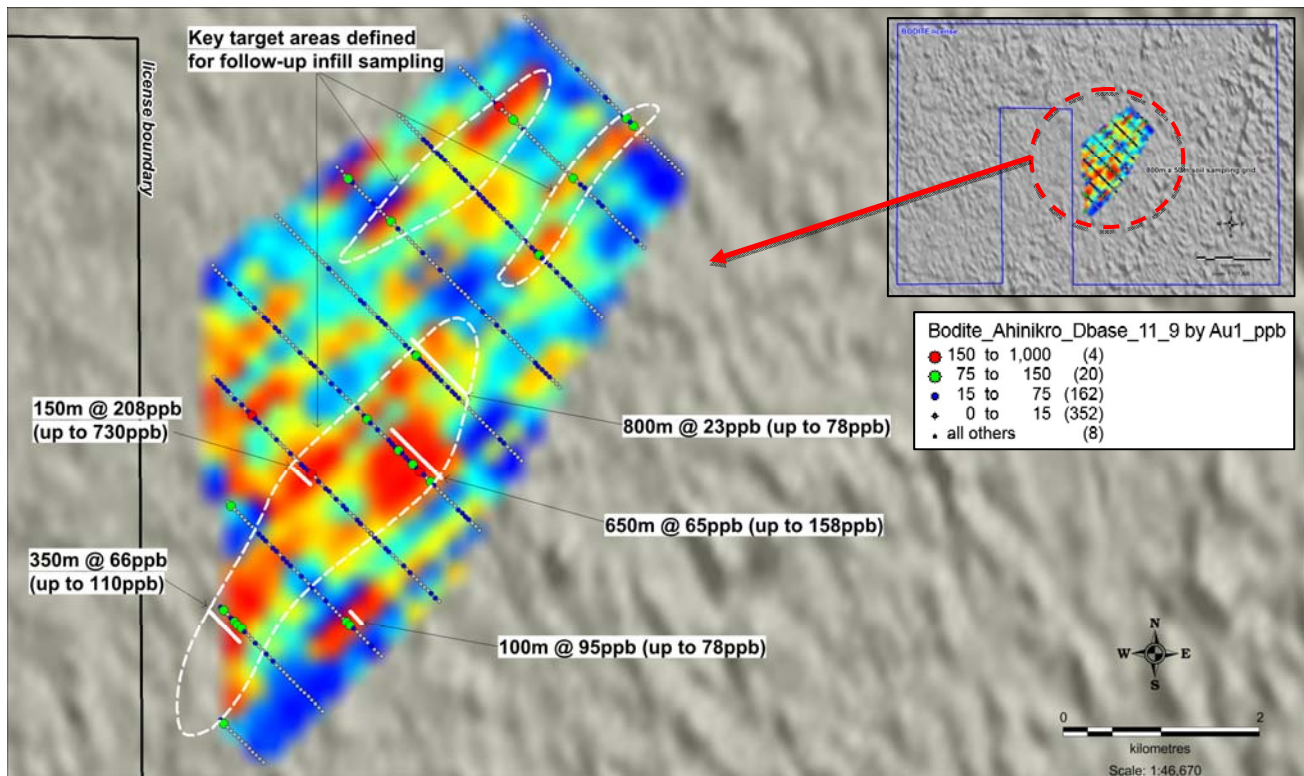 Key target areas defined
for follow-up infill sampling
license boundary
150m @ 208ppb
(up to 730ppb)
350m @ 66ppb
(up to 110ppb)
800m @ 23ppb (up to 78ppb)
650m @ 65ppb (up to 158ppb)
100m @ 95ppb (up to 78ppb)
BODITE license
800m x 50m soil sampling grid
Bodite_Ahinikro_Dbase_11_9 by Au1_ppb
150 to 1,000 (4)
75 to 150 (20)
15 to 75 (162)
0 to 15 (352)
all others (8)
N
W E
S
0 2
kilometres
Scale: 1:46,670